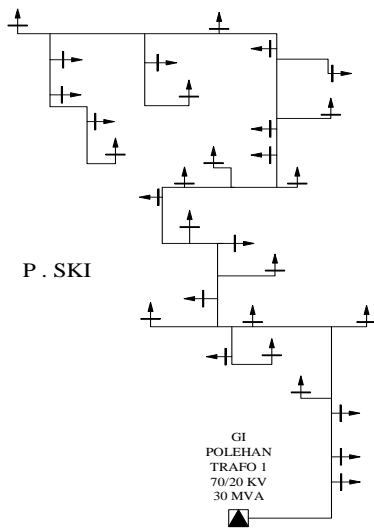 P . SKI
GI
POLEHAN
TRAFO 1
70/20 KV
30 MVA